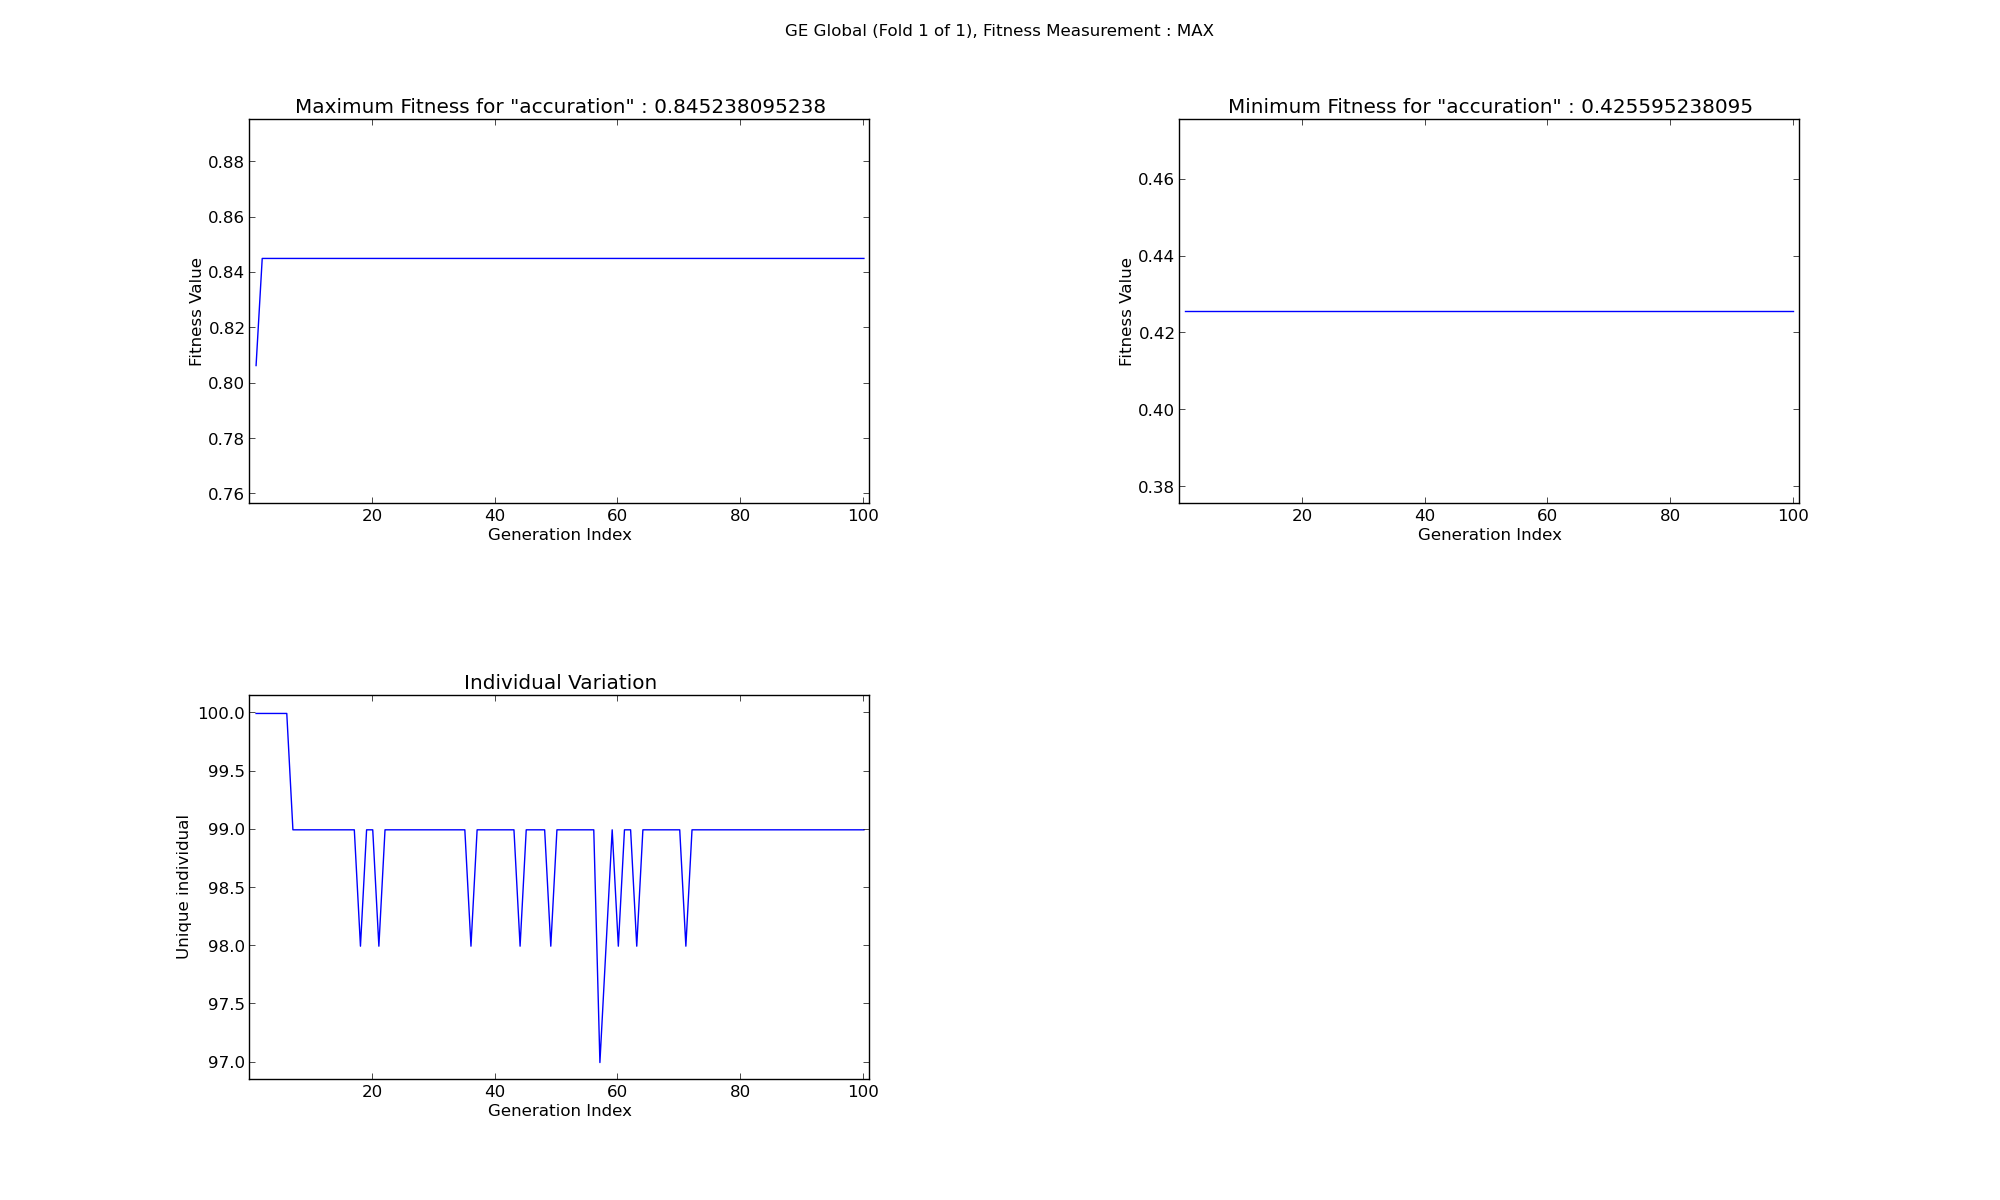 GE Global (Fold 1 of 1), Fitness Measurement : MAX
Maximum Fitness for "accuration" : 0.845238095238
0.88
0.86
0.84
0.82
0.80
0.78
0.76
Fitness Value
20 40 60 80 100
Generation Index
Minimum Fitness for "accuration" : 0.425595238095
0.46
0.44
0.42
0.40
0.38
Fitness Value
20 40 60 80 100
Generation Index
Individual Variation
100.0
99.5
99.0
98.5
98.0
97.5
97.0
Unique individual
20 40 60 80 100
Generation Index